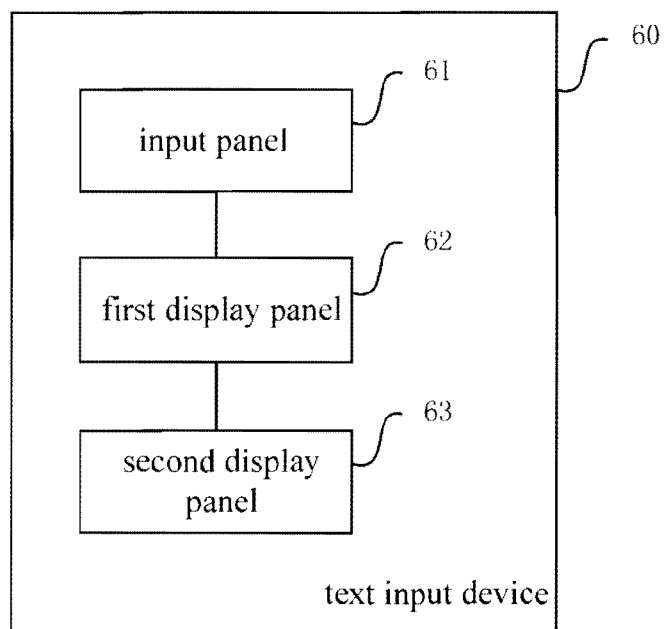 60
61
input panel
62
first display panel
63
second display
panel
text input device